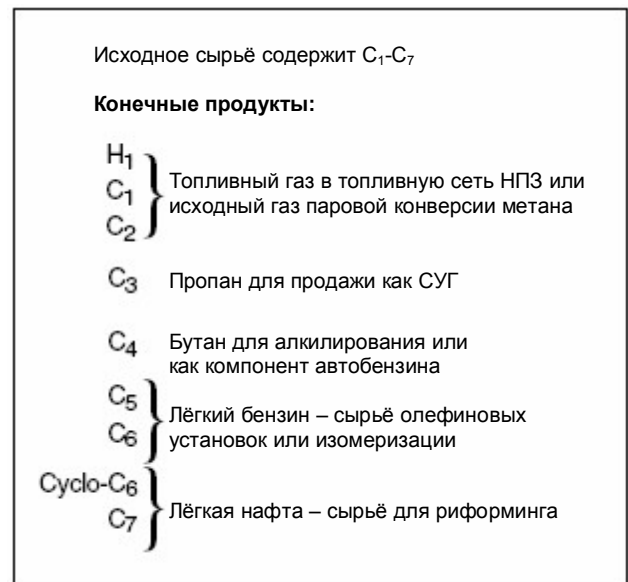 Исходное сырьё содержит C₁-C₇
Конечные продукты:
H₁
C₁
C₂
Топливный газ в топливную сеть НПЗ или
исходный газ паровой конверсии метана
C₃ Пропан для продажи как СУГ
C₄ Бутан для алкилирования или
как компонент автобензина
C₅
C₆
Лёгкий бензин – сырьё олефиновых
установок или изомеризации
Cyclo-C₆
C₇
Лёгкая нафта – сырьё для риформинга